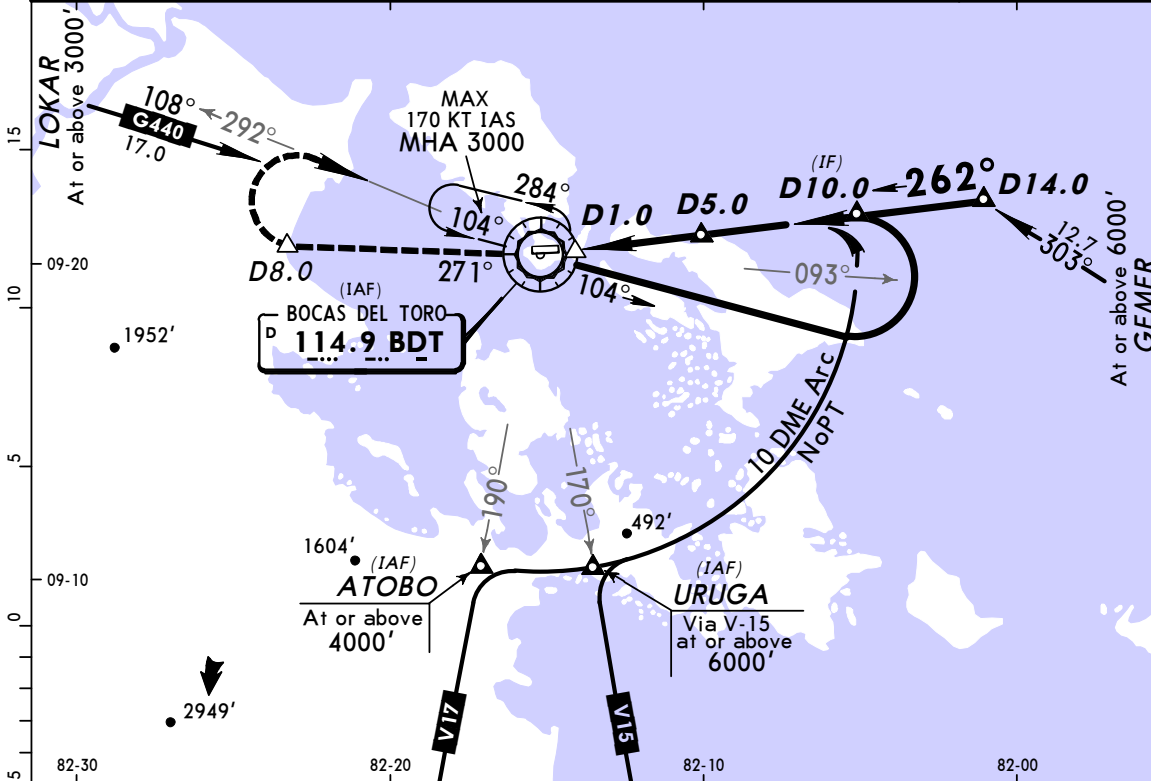 LOKAR
At or above 3000'
108°
292°
G440
17.0
MAX
170 KT IAS
MHA 3000
284°
104°
D1.0
D5.0
(IF)
D10.0
262°
D14.0
12.7
303°
At or above 6000'
GEMER
093°
104°
271°
D8.0
(IAF)
BOCAS DEL TORO
D
114.9 BDT
1952'
10 DME Arc
NoPT
190°
170°
492'
1604'
(IAF)
ATOBO
At or above
4000'
(IAF)
URUGA
Via V-15
at or above
6000'
2949'
V17
V15
15
09-20
10
5
09-10
0
5
82-30
82-20
82-10
82-00